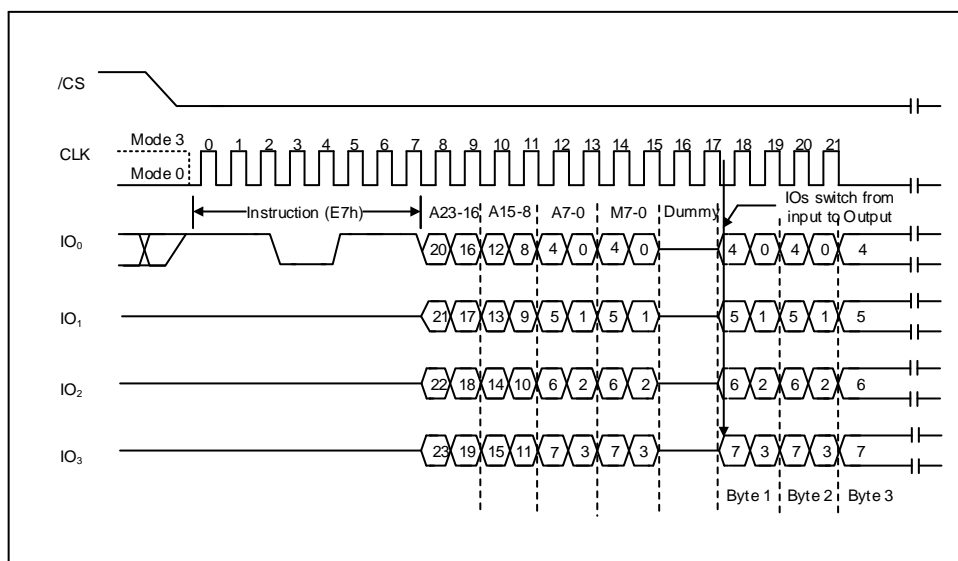 /CS
Mode 3
CLK
Mode 0
0 1 2 3 4 5 6 7 8 9 10 11 12 13 14 15 16 17 18 19 20 21
IOs switch from
input to Output
Instruction (E7h)
A23-16 A15-8 A7-0 M7-0 Dummy
IO0
20 16 12 8 4 0 4 0 4 0 4 0 4
IO1
21 17 13 9 5 1 5 1 5 1 5 1 5
IO2
22 18 14 10 6 2 6 2 6 2 6 2 6
IO3
23 19 15 11 7 3 7 3 7 3 7 3 7
Byte 1 Byte 2 Byte 3